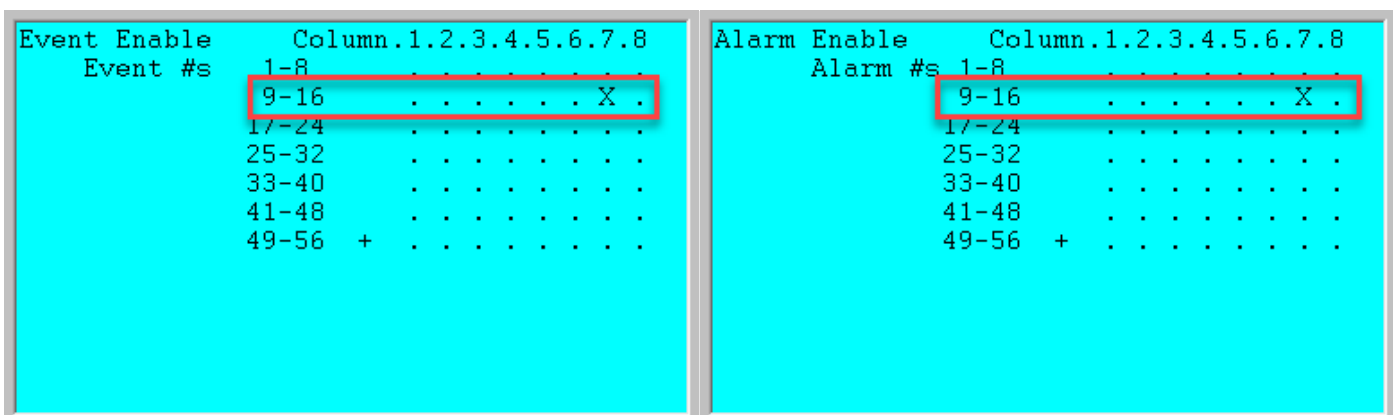 Event Enable Column.1.2.3.4.5.6.7.8
Event #s 1-8 . . . . . . . .
9-16 . . . . . . X .
17-24 . . . . . . . .
25-32 . . . . . . . .
33-40 . . . . . . . .
41-48 . . . . . . . .
49-56 + . . . . . . . .
Alarm Enable Column.1.2.3.4.5.6.7.8
Alarm #s 1-8 . . . . . . . .
9-16 . . . . . . X .
17-24 . . . . . . . .
25-32 . . . . . . . .
33-40 . . . . . . . .
41-48 . . . . . . . .
49-56 + . . . . . . . .